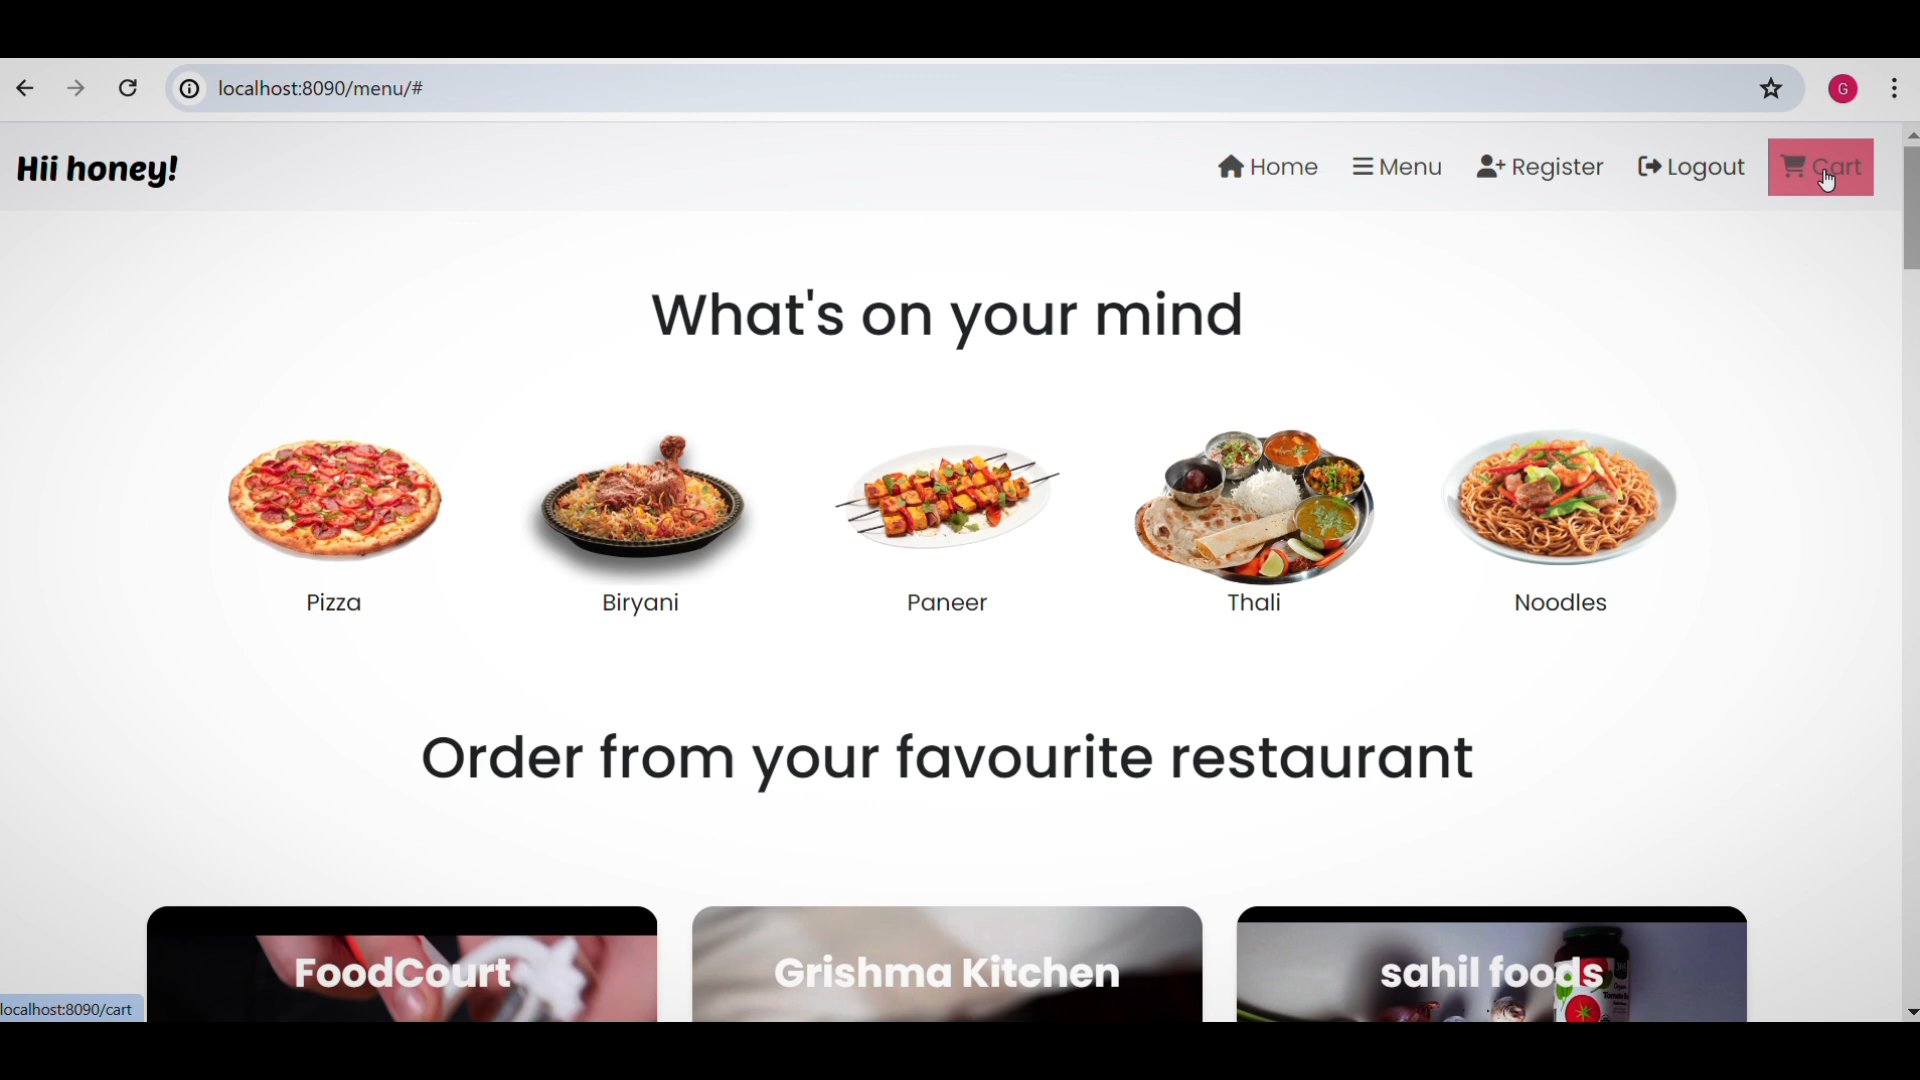 localhost:8090/menu/#
G
Hii honey!
Home Menu Register Logout Cart
What's on your mind
Pizza Biryani Paneer Thali Noodles
Order from your favourite restaurant
FoodCourt Grishma Kitchen sahil foods
localhost:8090/cart